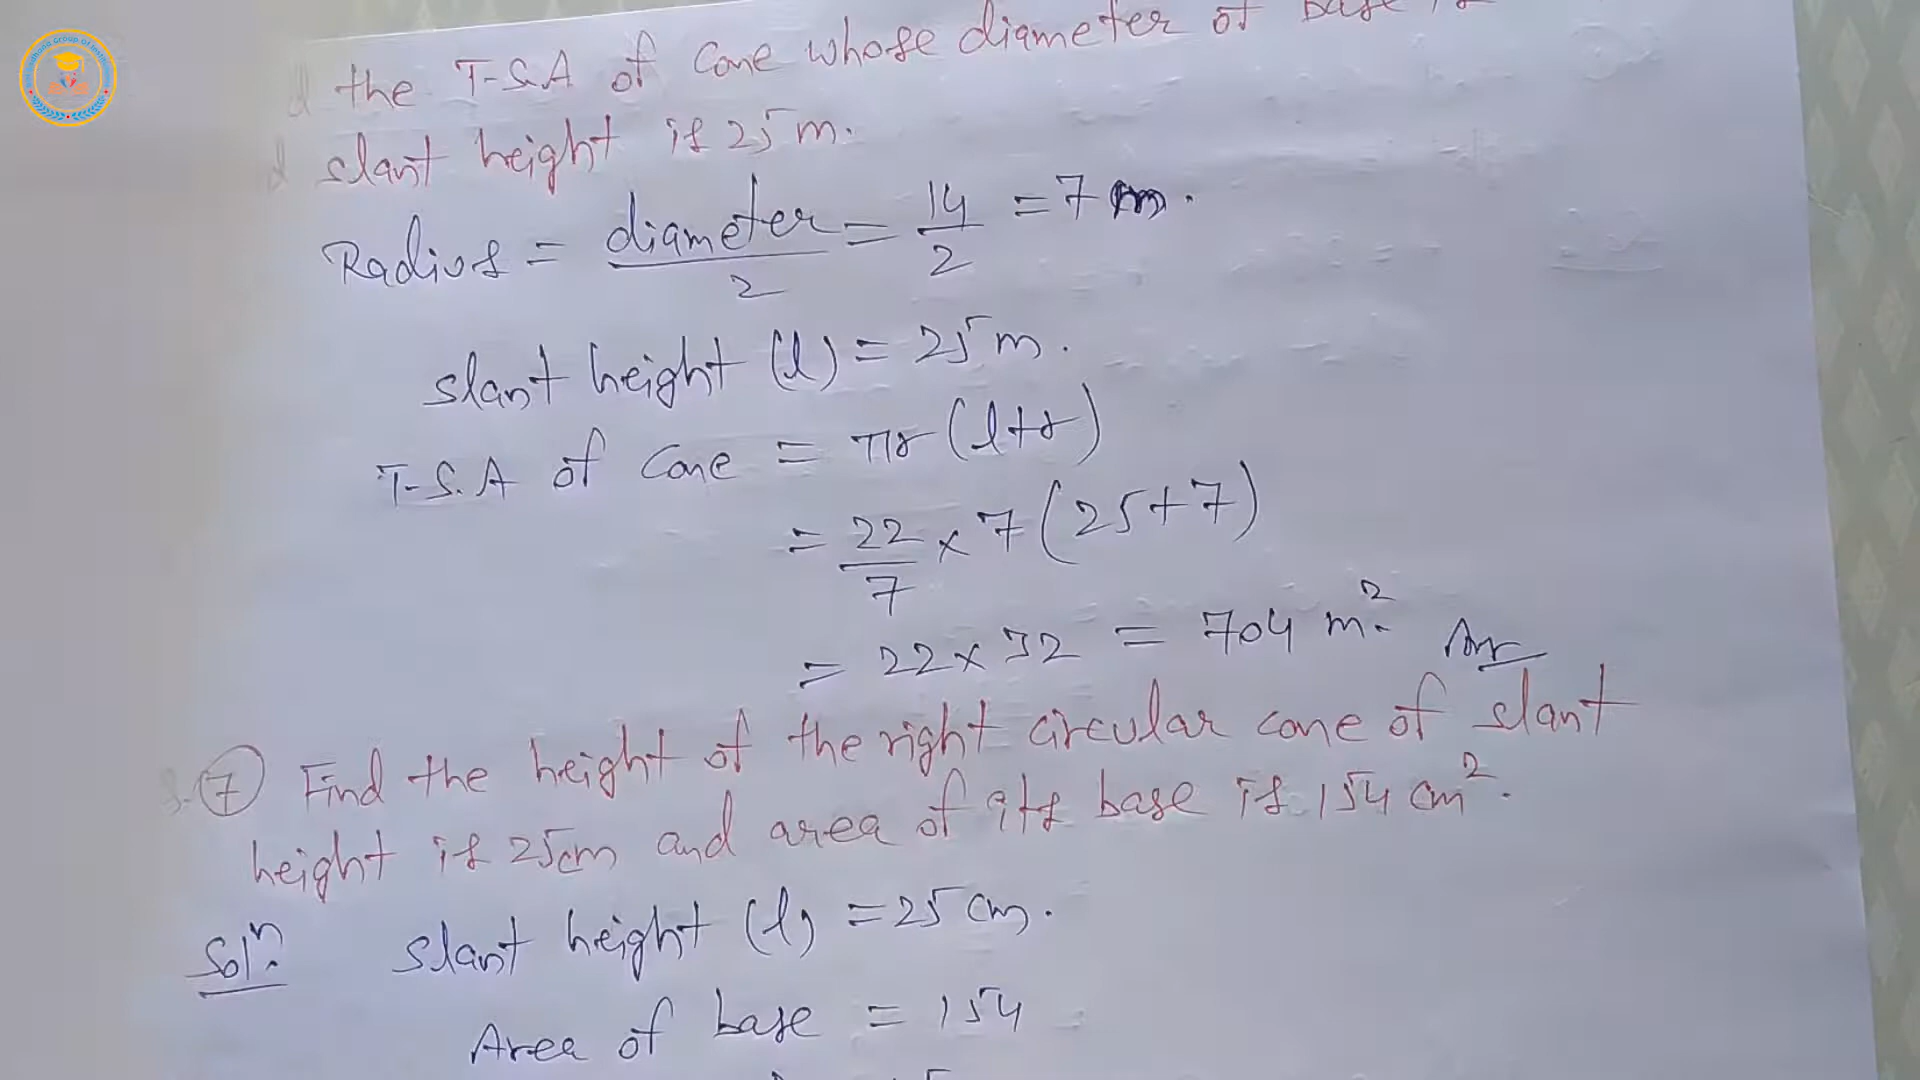 the T.S.A of Cone whose diameter of base is
slant height is 25 m.
Radius = diameter/2 = 14/2 = 7 m.
slant height (l) = 25 m.
T.S.A of Cone = πr(l+r)
= 22/7 × 7 (25+7)
= 22×32 = 704 m². Ans
7 Find the height of the right circular cone of slant
height is 25cm and area of its base is 154 cm².
Solⁿ. Slant height (l) = 25 cm.
Area of base = 154